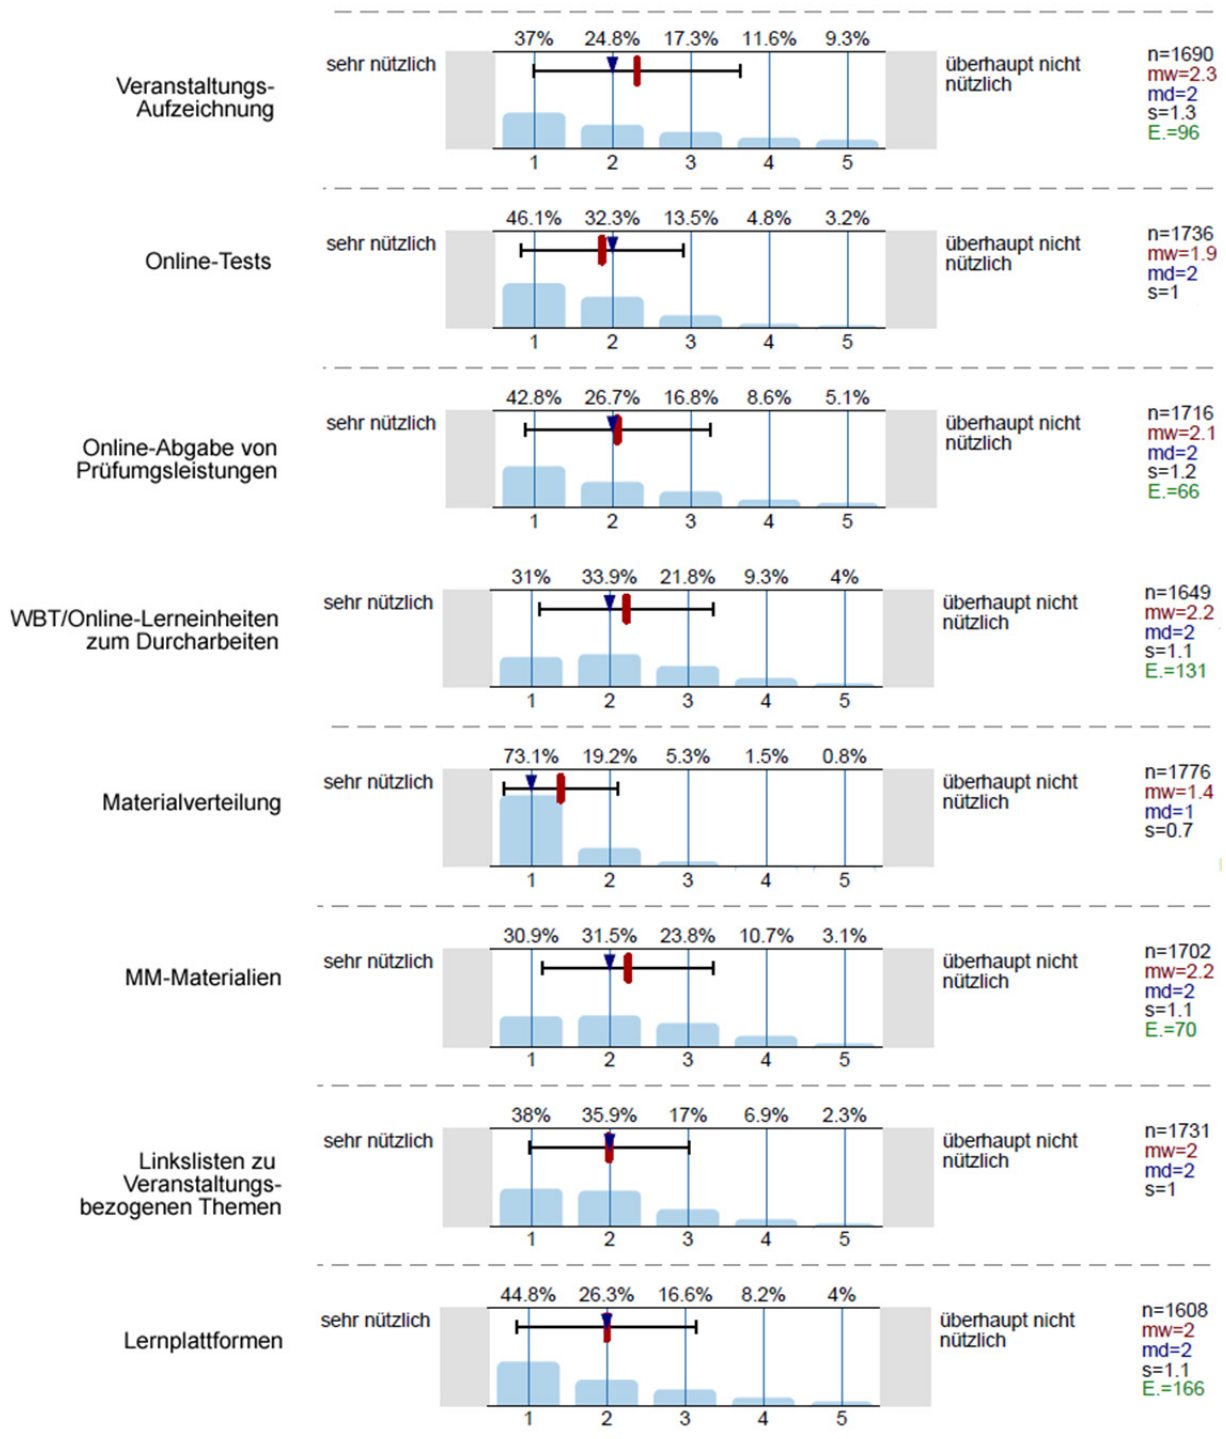 37% 24.8% 17.3% 11.6% 9.3%
Veranstaltungs-
Aufzeichnung
sehr nützlich
überhaupt nicht
nützlich
n=1690
mw=2.3
md=2
s=1.3
E.=96
1 2 3 4 5
46.1% 32.3% 13.5% 4.8% 3.2%
Online-Tests
sehr nützlich
überhaupt nicht
nützlich
n=1736
mw=1.9
md=2
s=1
1 2 3 4 5
42.8% 26.7% 16.8% 8.6% 5.1%
Online-Abgabe von
Prüfumgsleistungen
sehr nützlich
überhaupt nicht
nützlich
n=1716
mw=2.1
md=2
s=1.2
E.=66
1 2 3 4 5
31% 33.9% 21.8% 9.3% 4%
WBT/Online-Lerneinheiten
zum Durcharbeiten
sehr nützlich
überhaupt nicht
nützlich
n=1649
mw=2.2
md=2
s=1.1
E.=131
1 2 3 4 5
73.1% 19.2% 5.3% 1.5% 0.8%
Materialverteilung
sehr nützlich
überhaupt nicht
nützlich
n=1776
mw=1.4
md=1
s=0.7
1 2 3 4 5
30.9% 31.5% 23.8% 10.7% 3.1%
MM-Materialien
sehr nützlich
überhaupt nicht
nützlich
n=1702
mw=2.2
md=2
s=1.1
E.=70
1 2 3 4 5
38% 35.9% 17% 6.9% 2.3%
Linkslisten zu
Veranstaltungs-
bezogenen Themen
sehr nützlich
überhaupt nicht
nützlich
n=1731
mw=2
md=2
s=1
1 2 3 4 5
44.8% 26.3% 16.6% 8.2% 4%
Lernplattformen
sehr nützlich
überhaupt nicht
nützlich
n=1608
mw=2
md=2
s=1.1
E.=166
1 2 3 4 5